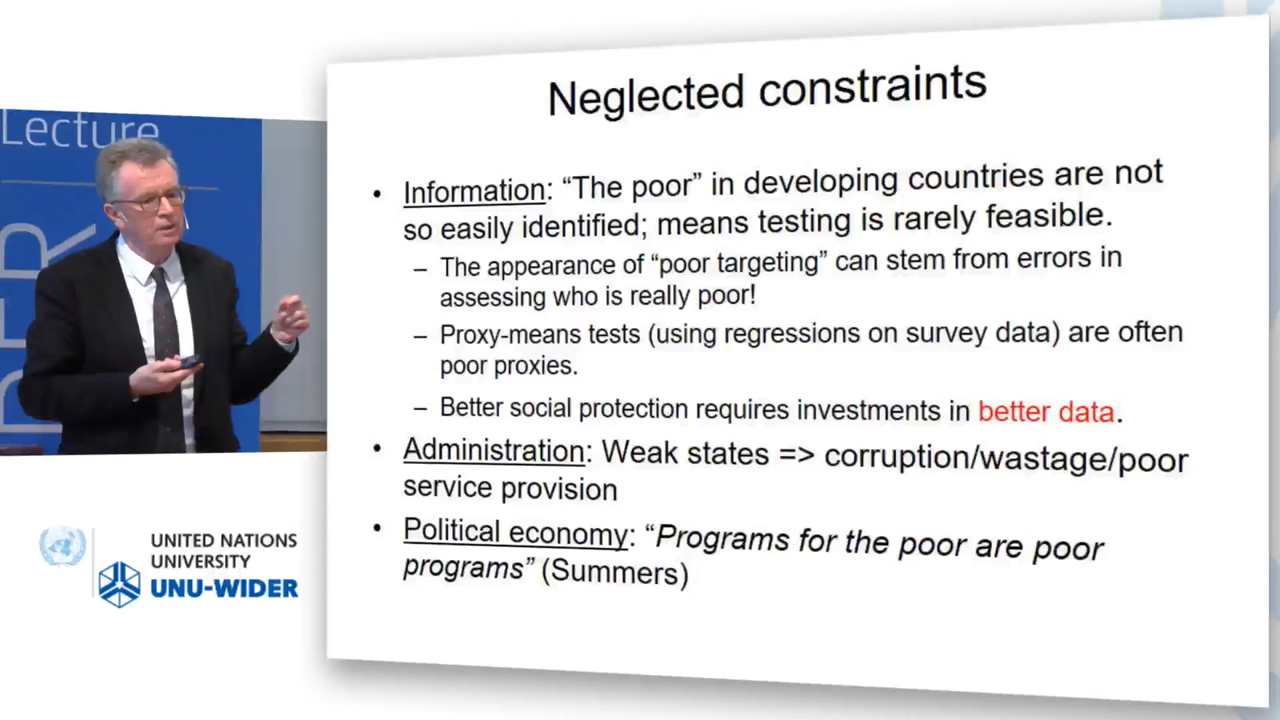 Lecture
Neglected constraints
• Information: “The poor” in developing countries are not
so easily identified; means testing is rarely feasible.
– The appearance of “poor targeting” can stem from errors in
assessing who is really poor!
– Proxy-means tests (using regressions on survey data) are often
poor proxies.
– Better social protection requires investments in better data.
• Administration: Weak states => corruption/wastage/poor
service provision
• Political economy: “Programs for the poor are poor
programs” (Summers)
UNITED NATIONS
UNIVERSITY
UNU-WIDER